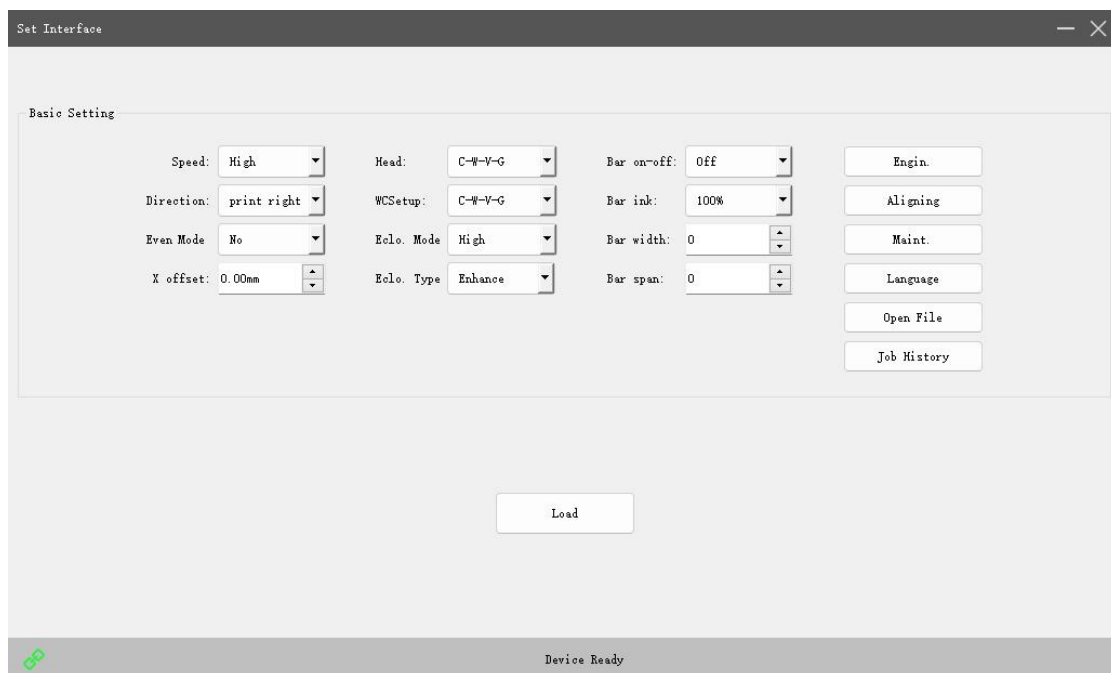 Set Interface
Basic Setting
Speed: High Head: C-W-V-G Bar on-off: Off Engin.
Direction: print right WCSetup: C-W-V-G Bar ink: 100% Aligning
Even Mode No Eclo. Mode High Bar width: 0 Maint.
X offset: 0.00mm Eclo. Type Enhance Bar span: 0 Language
Open File
Job History
Load
Device Ready